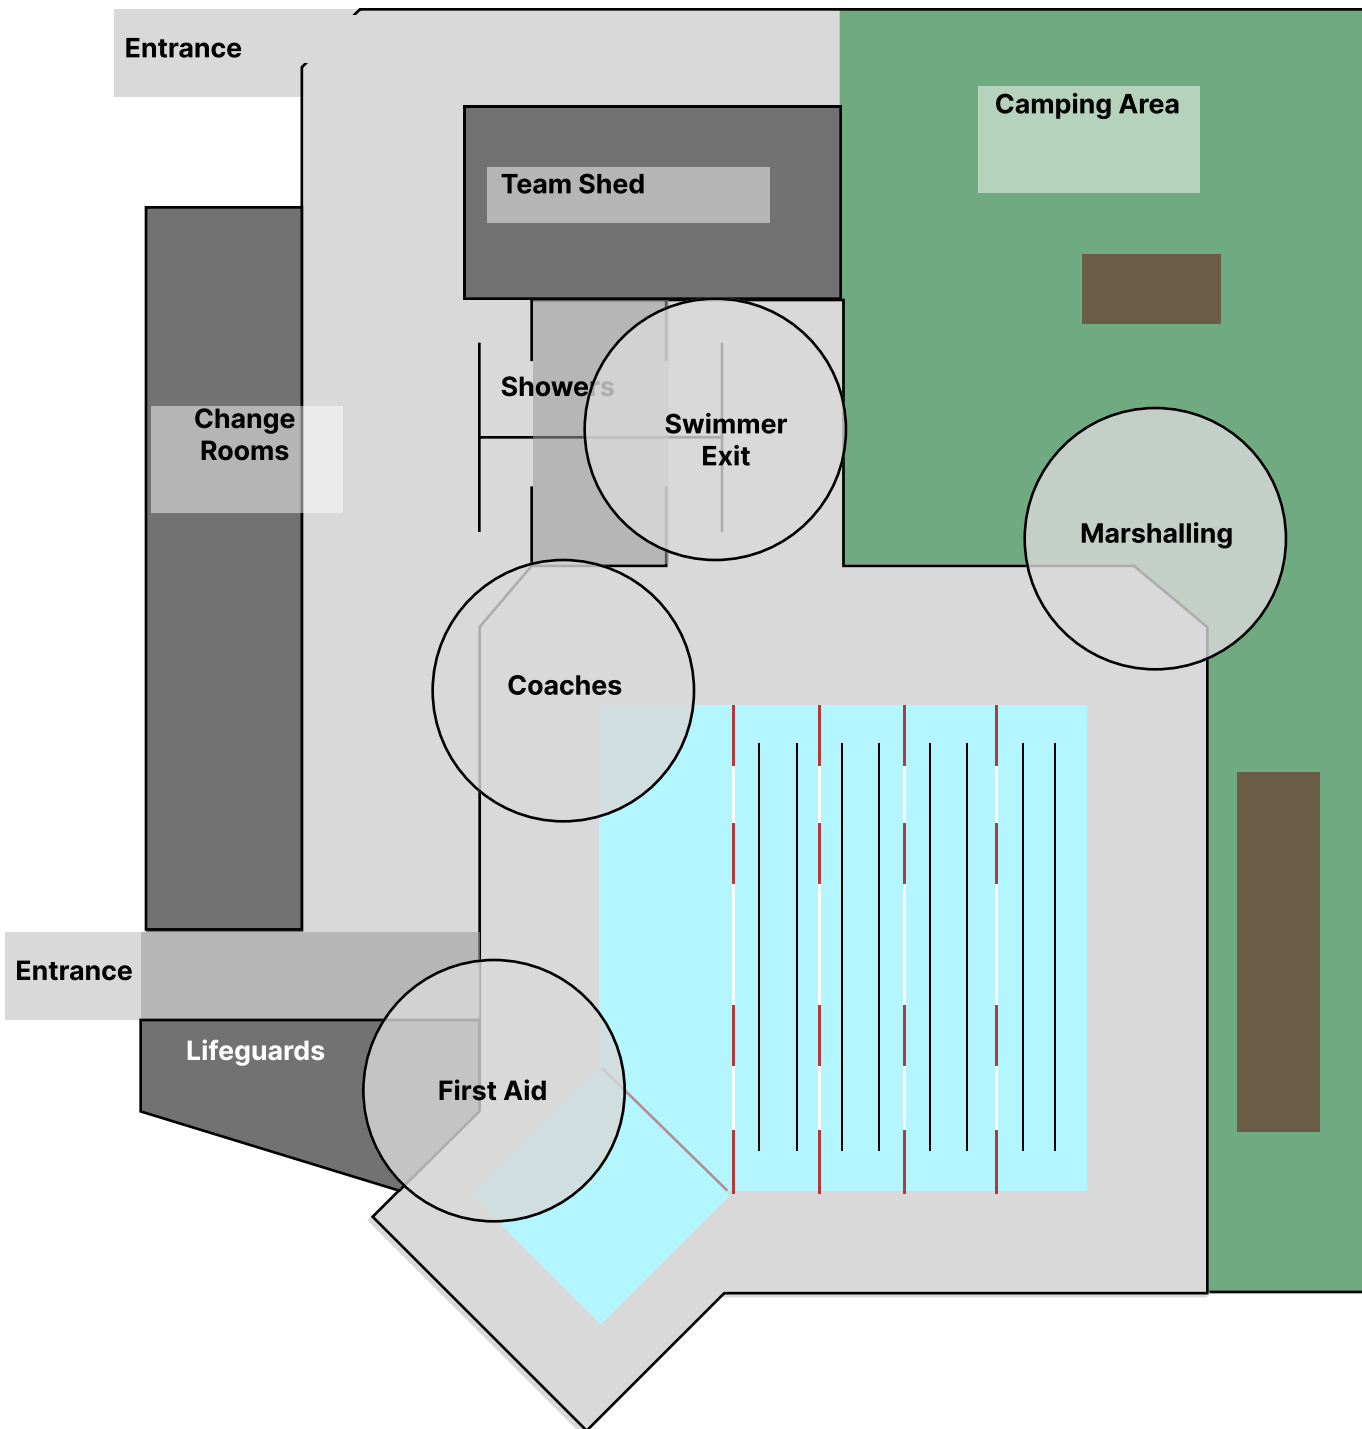 Entrance
Camping Area
Team Shed
Showers
Change
Rooms
Swimmer
Exit
Marshalling
Coaches
Entrance
Lifeguards
First Aid